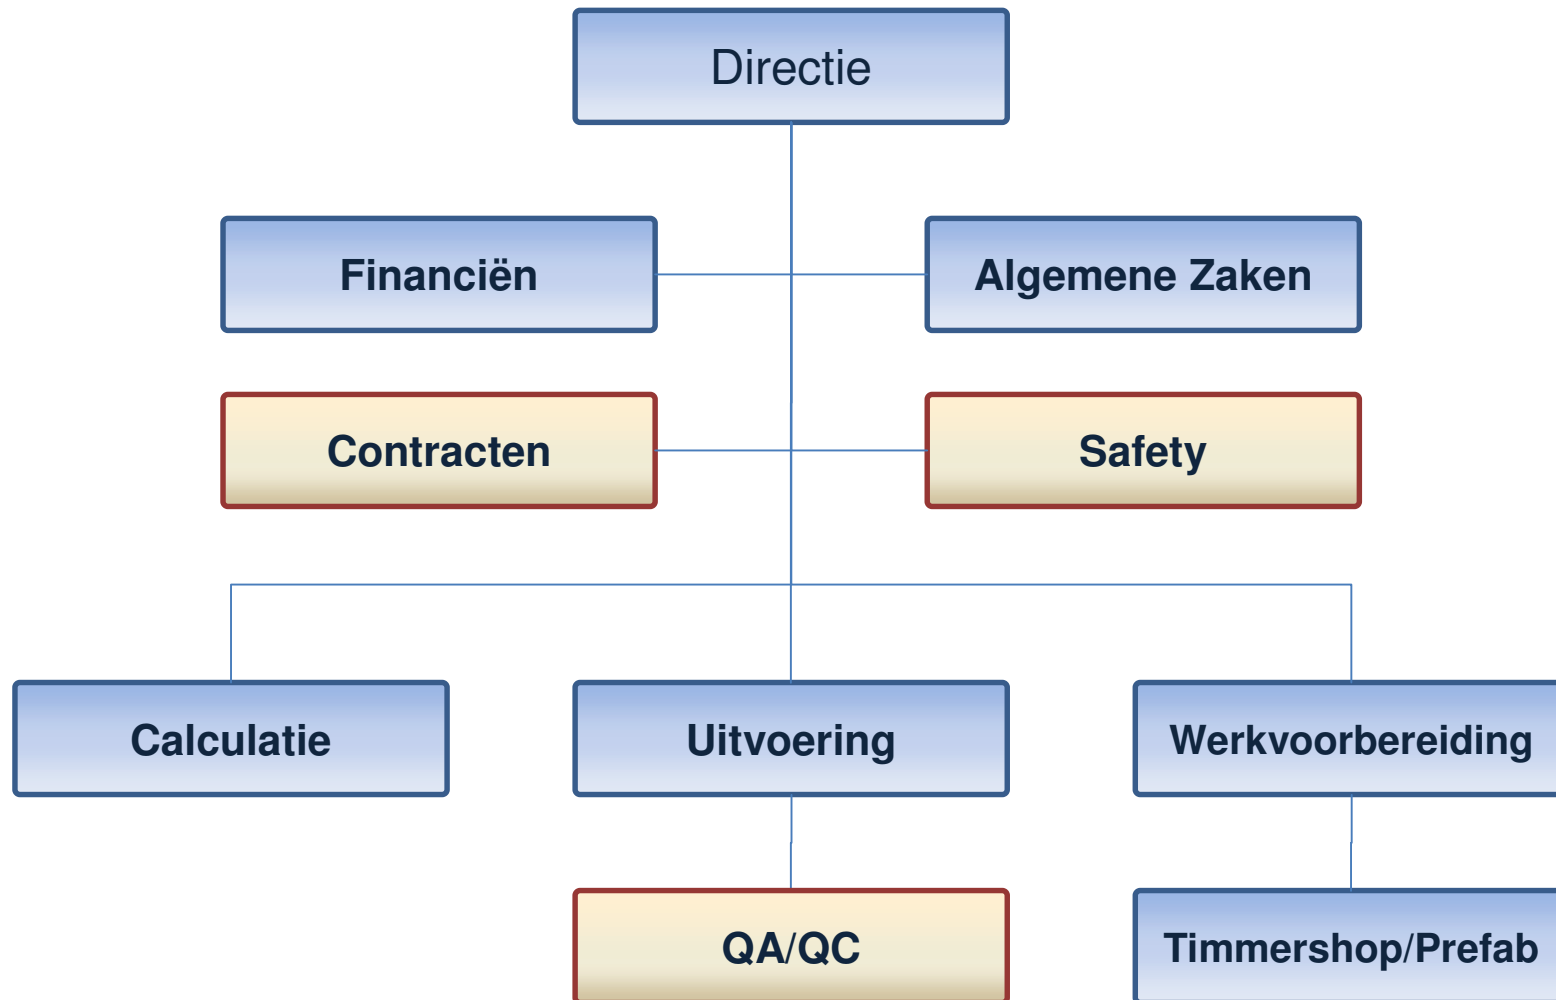 Directie
Financiën
Algemene Zaken
Contracten
Safety
Calculatie
Uitvoering
Werkvoorbereiding
QA/QC
Timmershop/Prefab